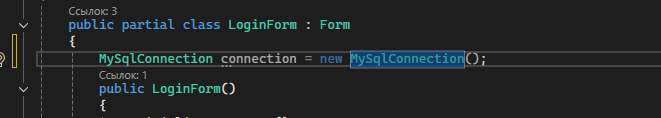 Ссылок: 3
public partial class LoginForm : Form
{
MySqlConnection connection = new MySqlConnection();
Ссылок: 1
public LoginForm()
{